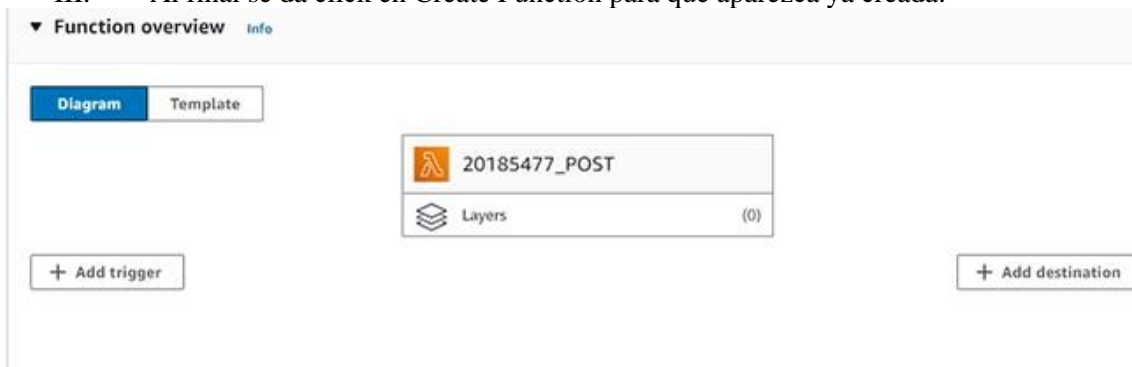 III. Al final se da click en Create Function para que aparezca ya creada.
▼ Function overview Info
Diagram Template
20185477_POST
Layers (0)
+ Add trigger
+ Add destination